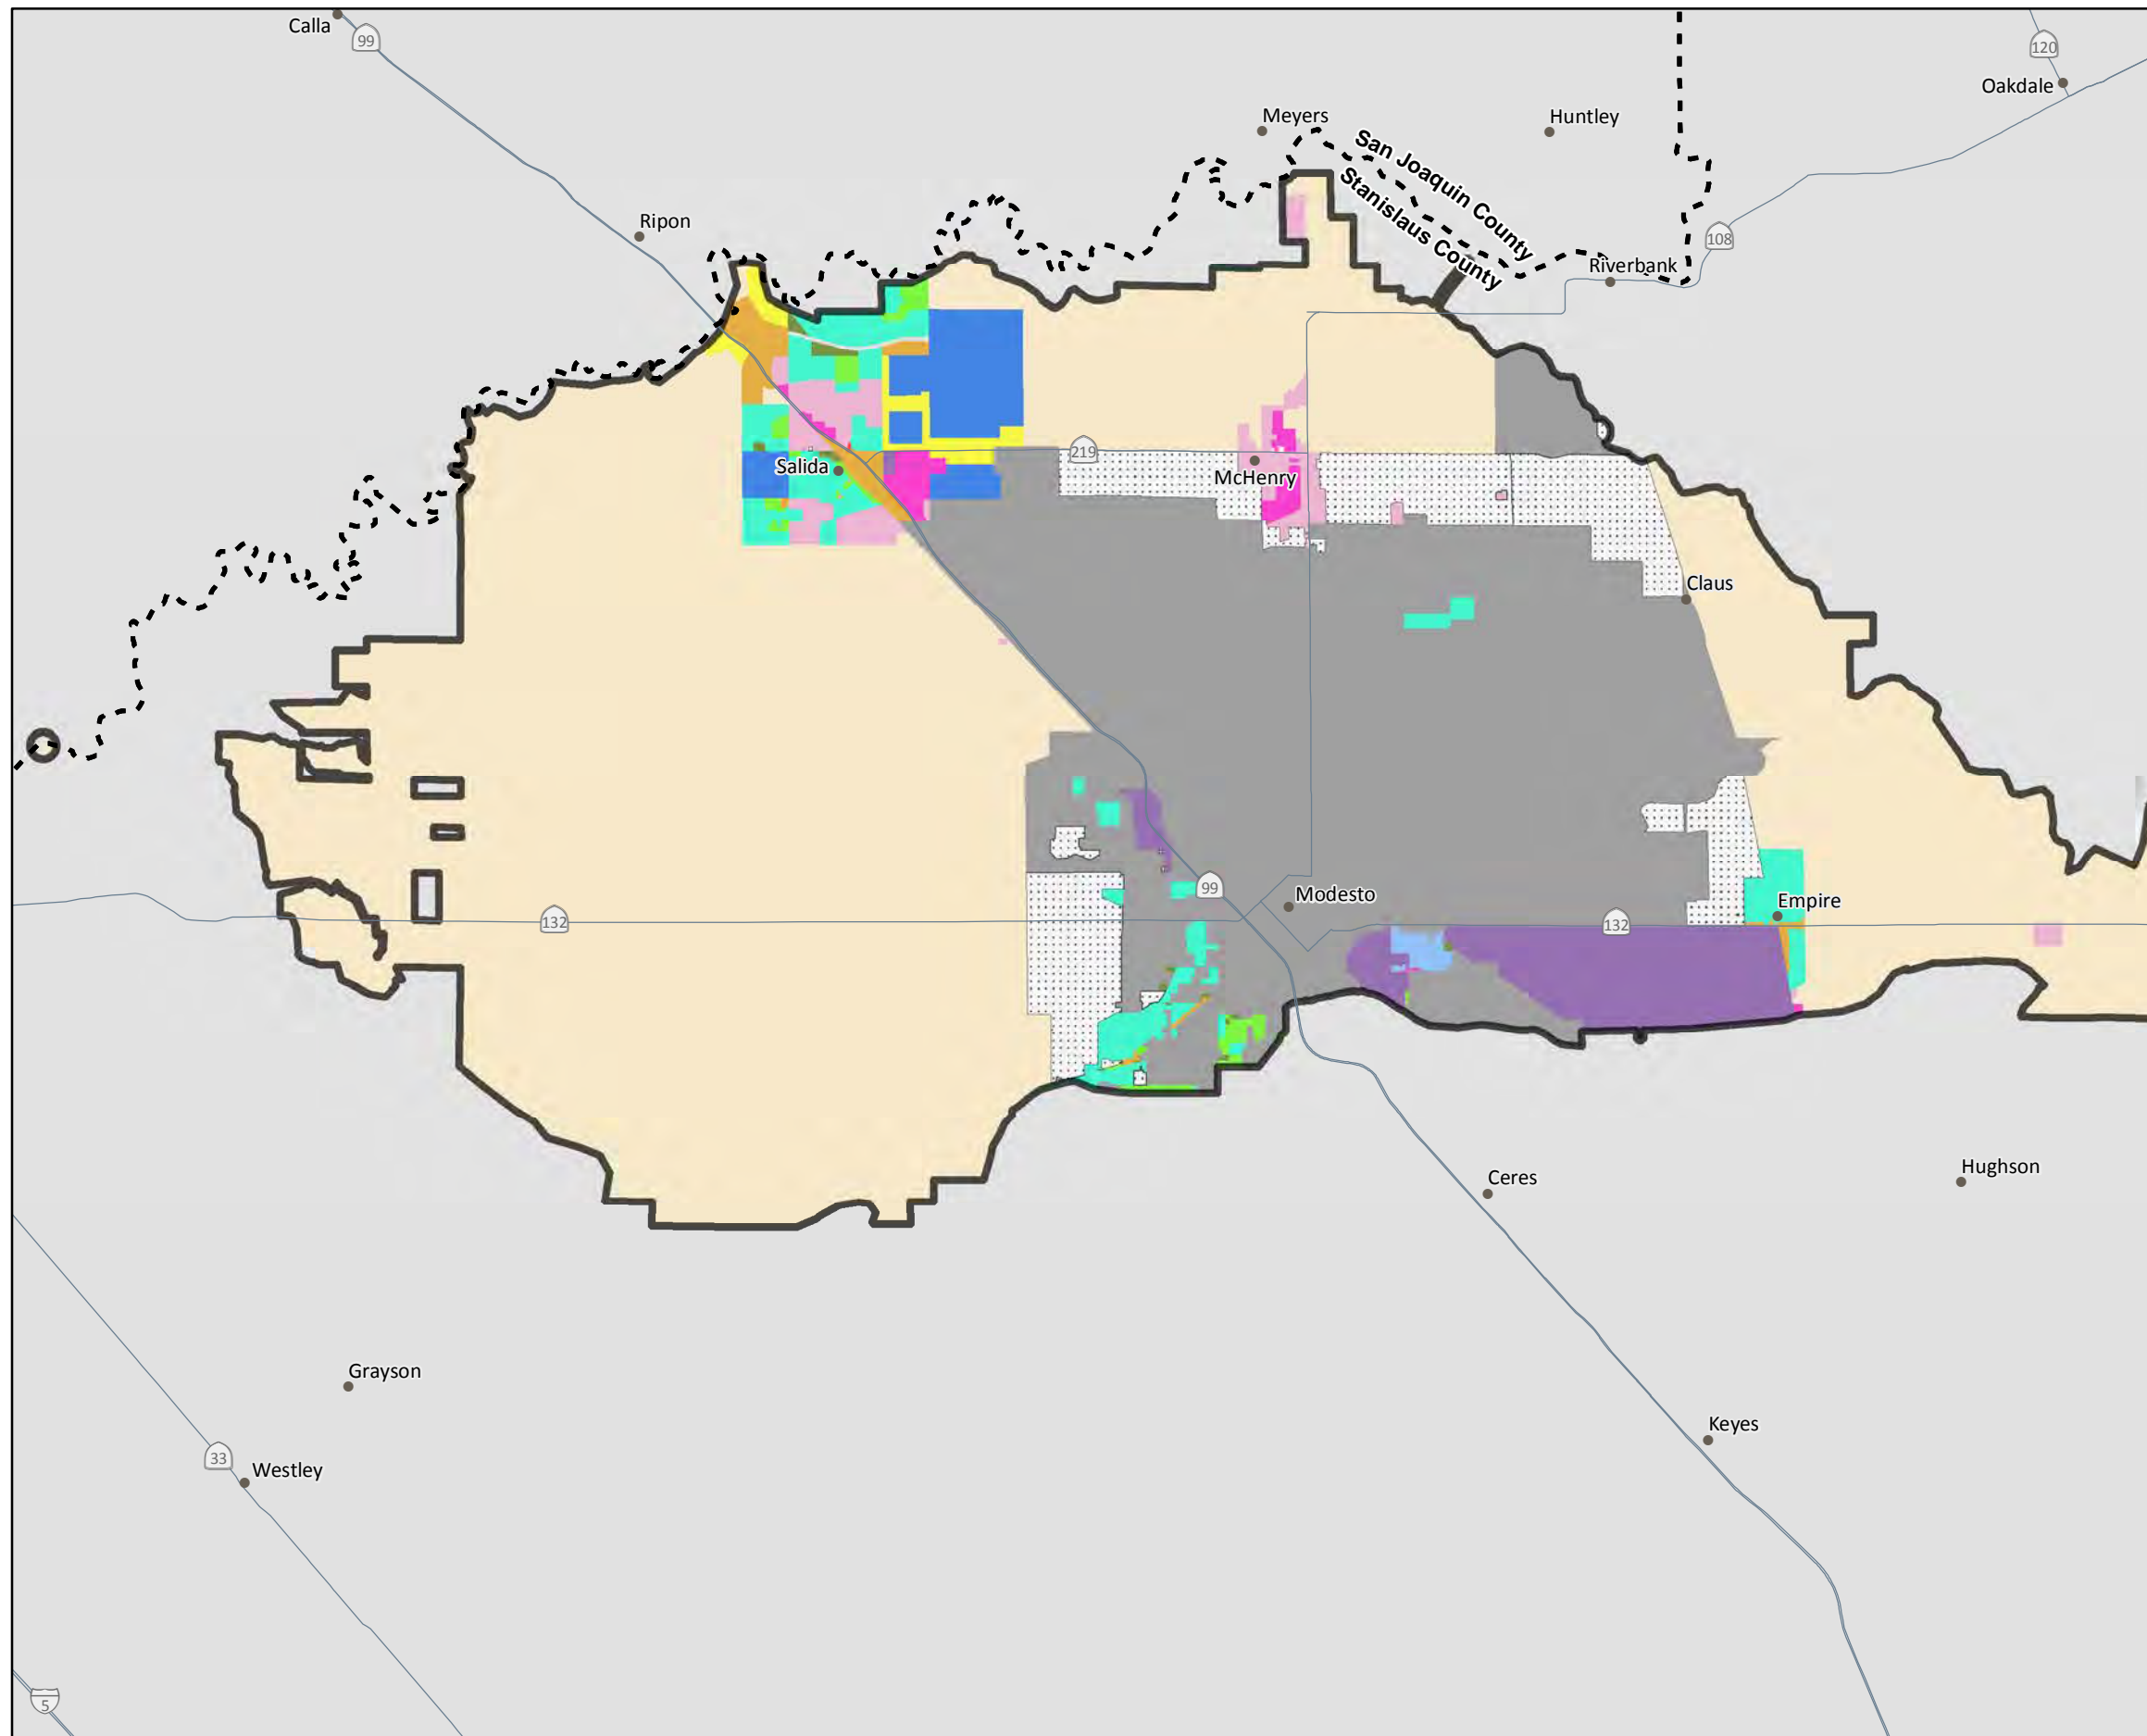 Calla
99
120
Oakdale
Meyers
Huntley
San Joaquin County
Stanislaus County
Ripon
108
Riverbank
219
Salida
McHenry
Claus
99
Modesto
Empire
132
132
Ceres
Hughson
Grayson
Keyes
33
Westley
5